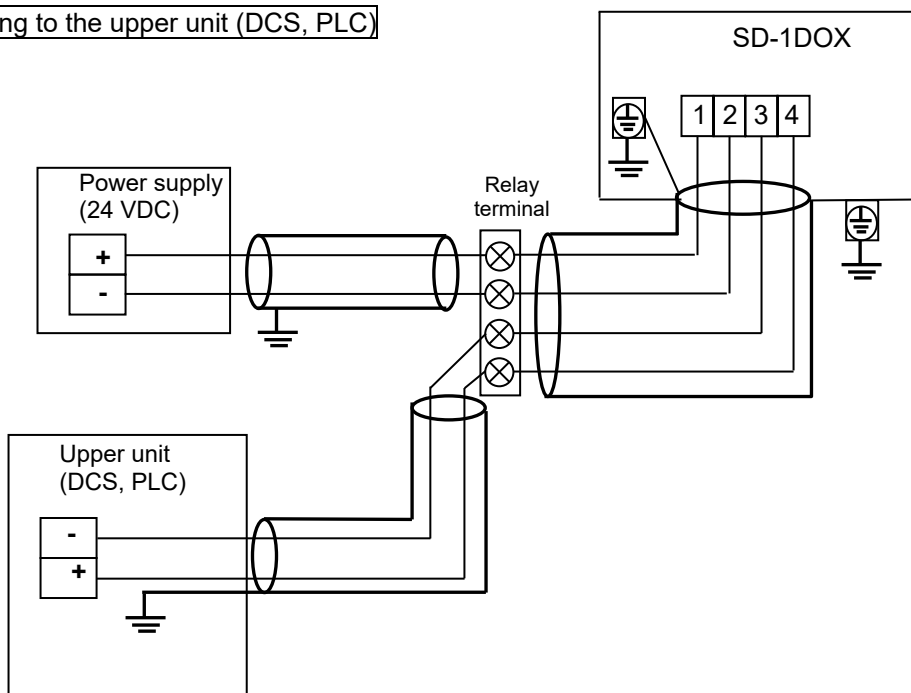 ng to the upper unit (DCS, PLC)
SD-1DOX
1 2 3 4
Power supply
(24 VDC)
+
-
Relay
terminal
Upper unit
(DCS, PLC)
-
+